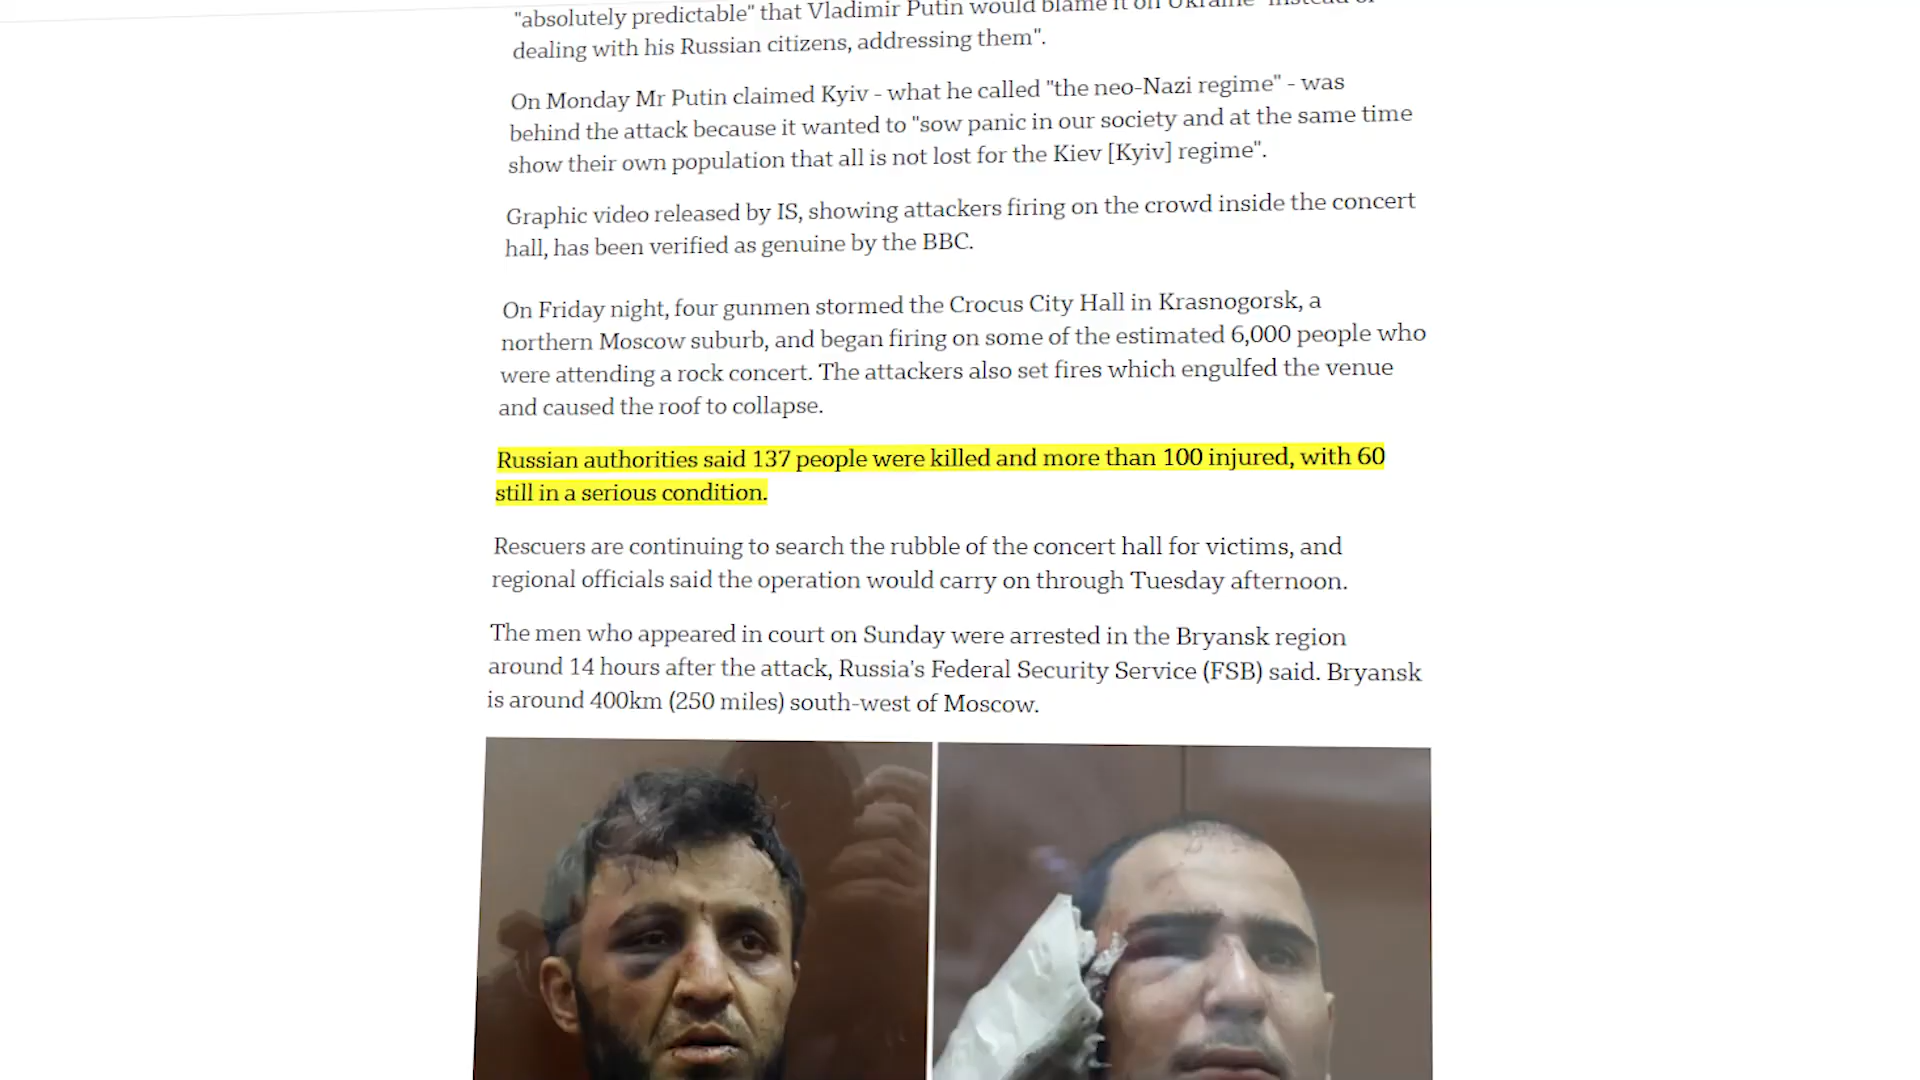 "absolutely predictable" that Vladimir Putin would blame it on Ukraine "instead of
dealing with his Russian citizens, addressing them".
On Monday Mr Putin claimed Kyiv - what he called "the neo-Nazi regime" - was
behind the attack because it wanted to "sow panic in our society and at the same time
show their own population that all is not lost for the Kiev [Kyiv] regime".
Graphic video released by IS, showing attackers firing on the crowd inside the concert
hall, has been verified as genuine by the BBC.
On Friday night, four gunmen stormed the Crocus City Hall in Krasnogorsk, a
northern Moscow suburb, and began firing on some of the estimated 6,000 people who
were attending a rock concert. The attackers also set fires which engulfed the venue
and caused the roof to collapse.
Russian authorities said 137 people were killed and more than 100 injured, with 60
still in a serious condition.
Rescuers are continuing to search the rubble of the concert hall for victims, and
regional officials said the operation would carry on through Tuesday afternoon.
The men who appeared in court on Sunday were arrested in the Bryansk region
around 14 hours after the attack, Russia's Federal Security Service (FSB) said. Bryansk
is around 400km (250 miles) south-west of Moscow.